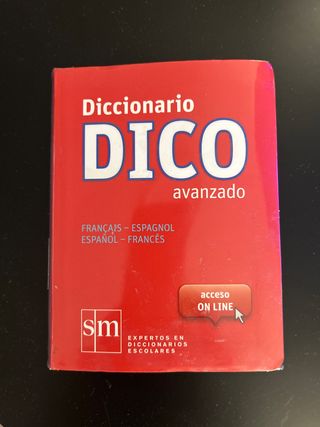 Diccionario
DICO
avanzado
FRANÇAIS – ESPAGNOL
ESPAÑOL – FRANCÉS
acceso
ON LINE
sm
EXPERTOS EN
DICCIONARIOS
ESCOLARES